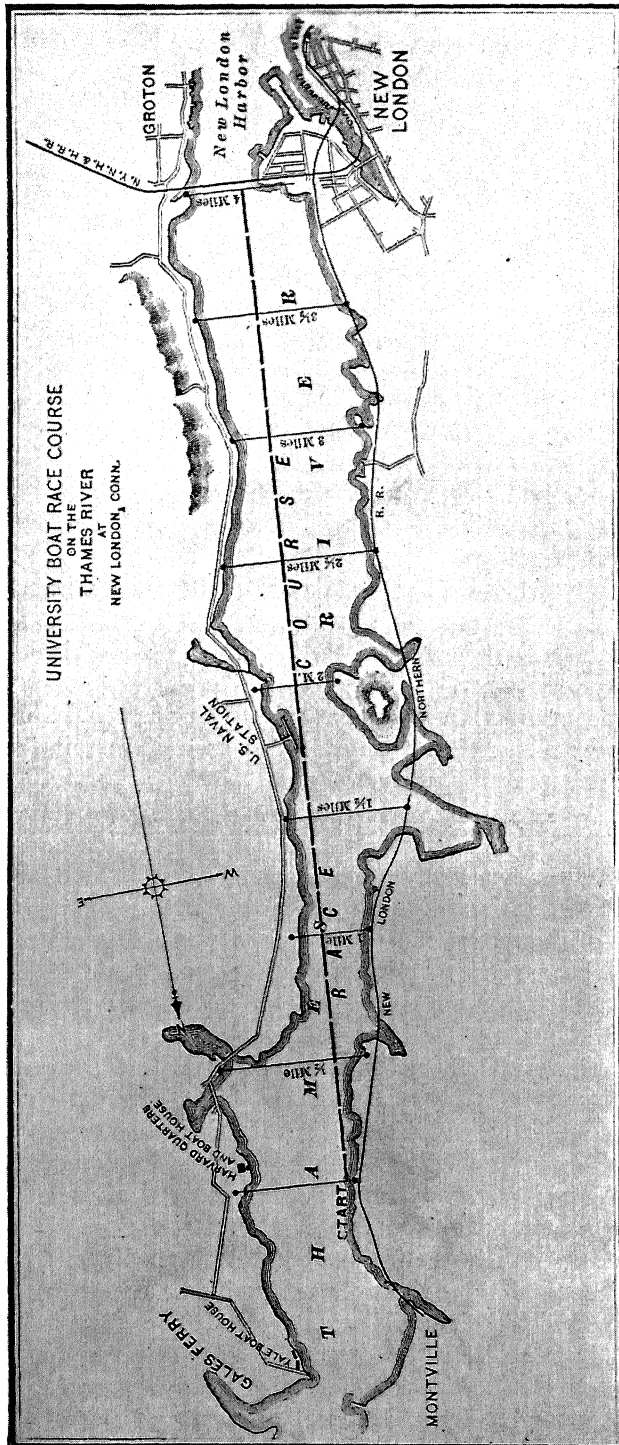 UNIVERSITY BOAT RACE COURSE
ON THE
THAMES RIVER
AT
NEW LONDON, CONN.
N.Y. N.H. & H.R.R.
GROTON
New London
Harbor
NEW
LONDON
4 Miles
3½ Miles
3 Miles
2½ Miles
2 M.
1½ Miles
1 Mile
½ Mile
START
RACE COURSE
THAMES RIVER
U.S. NAVAL
STATION
E
W
HARVARD QUARTERS
AND BOAT HOUSE
GALES FERRY
YALE BOAT HOUSE
MONTVILLE
NEW LONDON NORTHERN R. R.